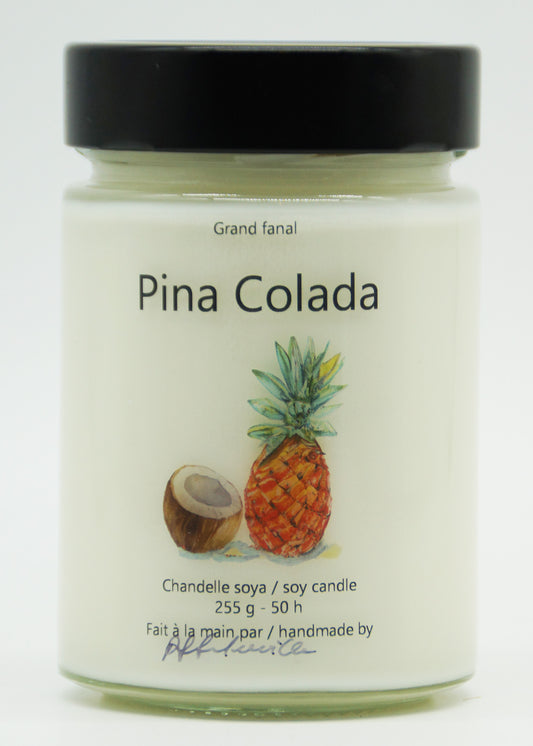 Grand fanal
Pina Colada
Chandelle soya / soy candle
255 g - 50 h
Fait à la main par / handmade by